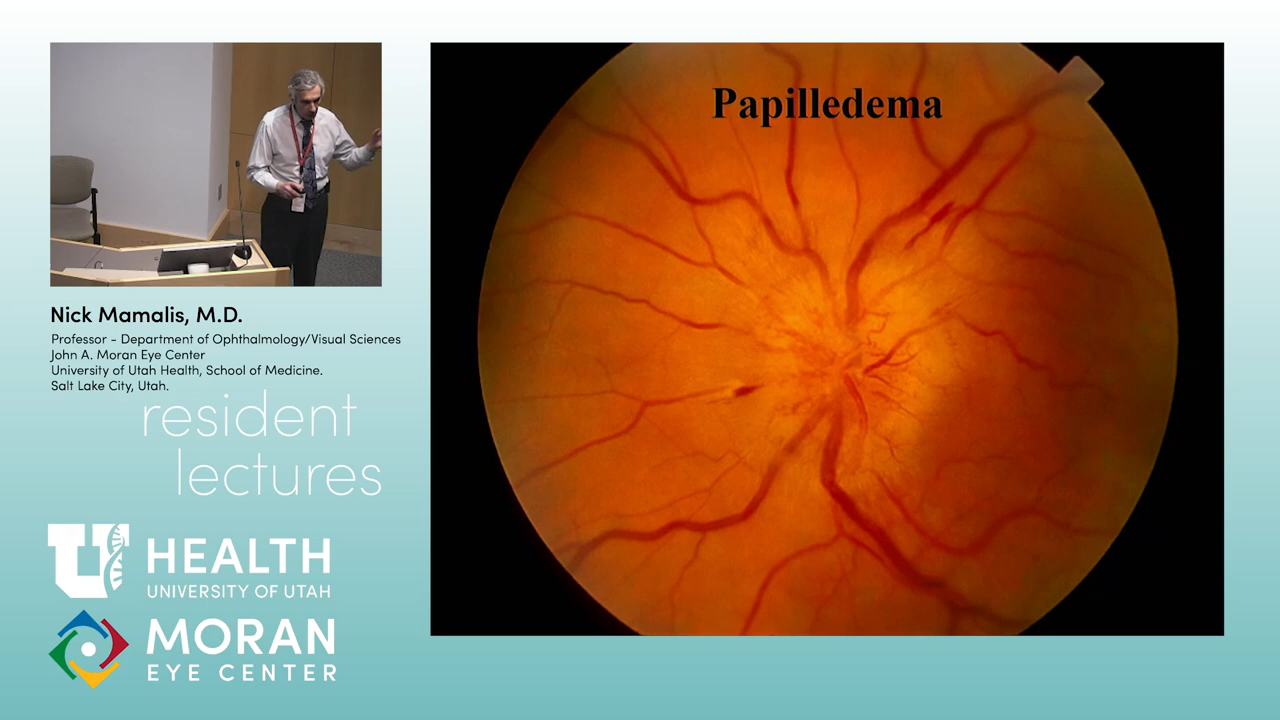 Papilledema
Nick Mamalis, M.D.
Professor - Department of Ophthalmology/Visual Sciences
John A. Moran Eye Center
University of Utah Health, School of Medicine.
Salt Lake City, Utah.
resident
lectures
U HEALTH
UNIVERSITY OF UTAH
MORAN
EYE CENTER